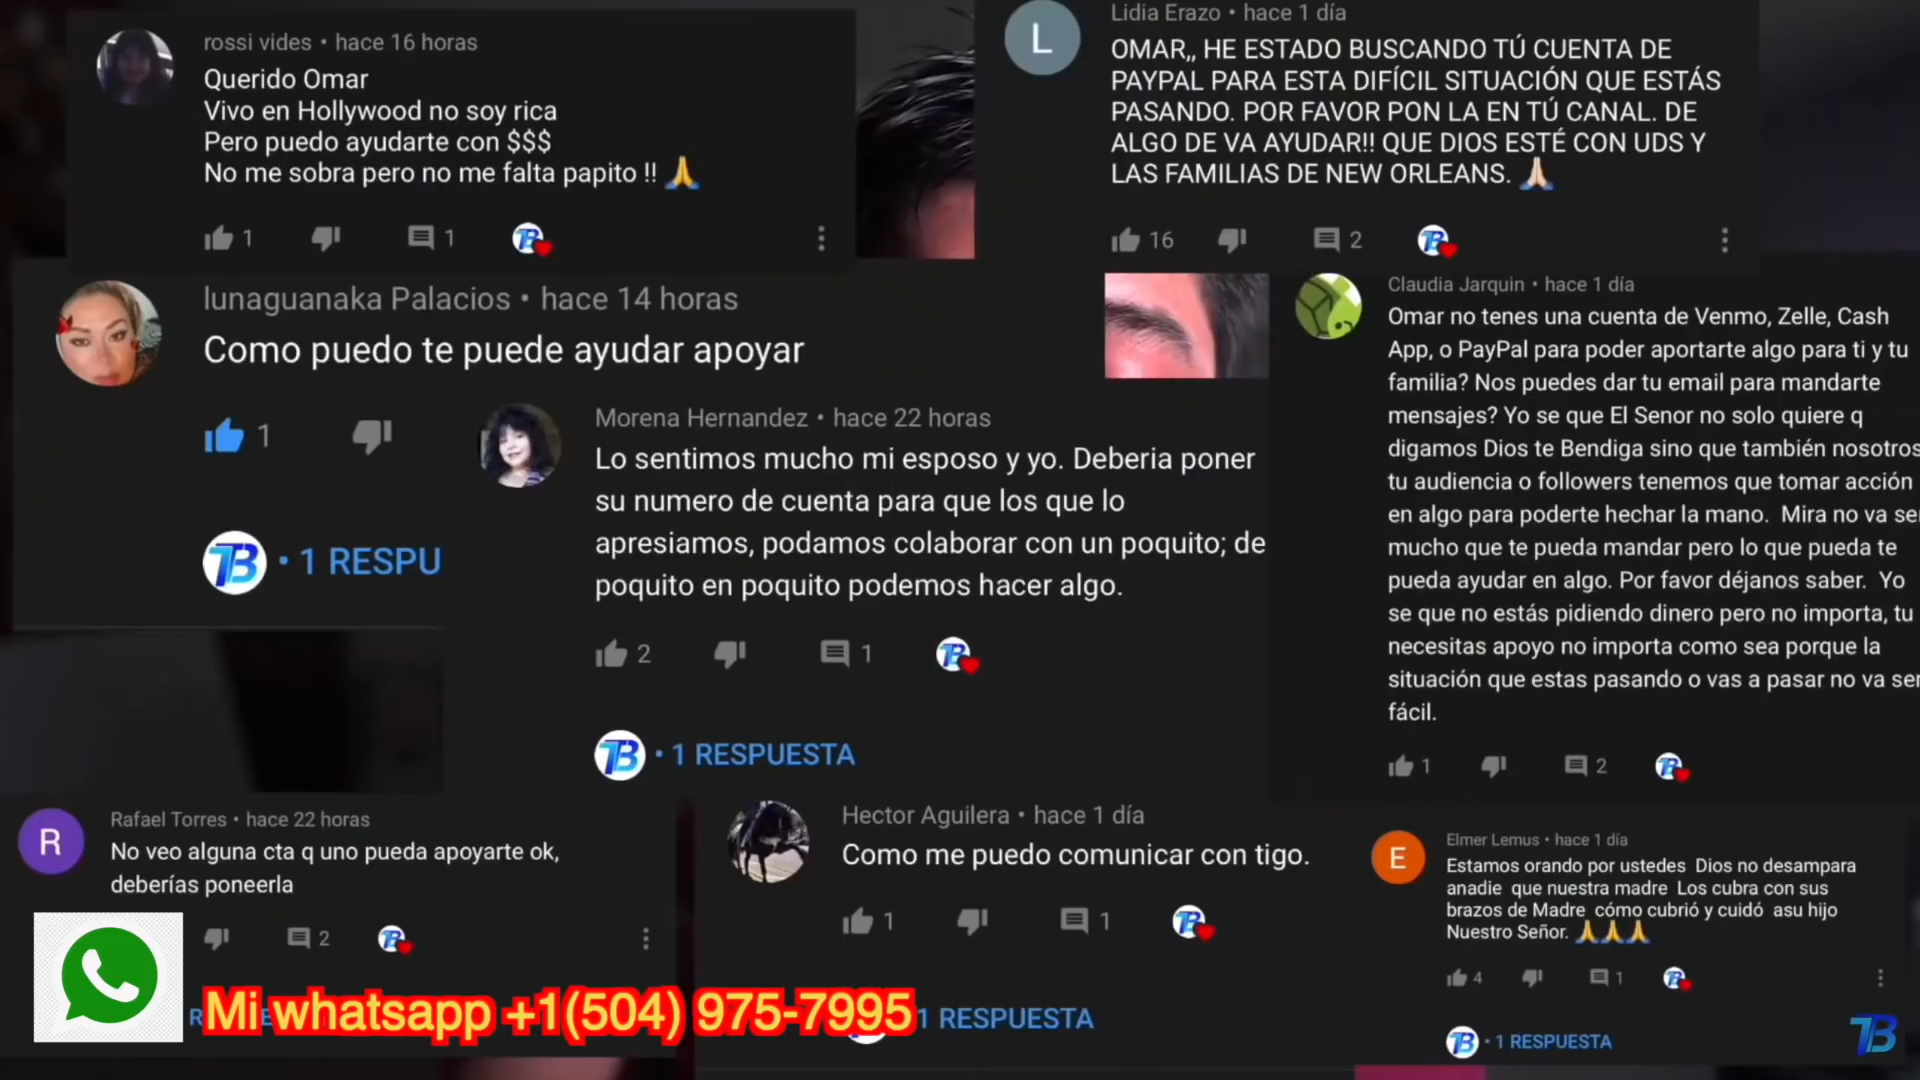 rossi vides • hace 16 horas
Querido Omar
Vivo en Hollywood no soy rica
Pero puedo ayudarte con $$$
No me sobra pero no me falta papito !! 🙏
1
1
Lidia Erazo • hace 1 día
OMAR,, HE ESTADO BUSCANDO TÚ CUENTA DE
PAYPAL PARA ESTA DIFÍCIL SITUACIÓN QUE ESTÁS
PASANDO. POR FAVOR PON LA EN TÚ CANAL. DE
ALGO DE VA AYUDAR!! QUE DIOS ESTÉ CON UDS Y
LAS FAMILIAS DE NEW ORLEANS. 🙏
16
2
lunaguanaka Palacios • hace 14 horas
Como puedo te puede ayudar apoyar
1
TB • 1 RESPU
Morena Hernandez • hace 22 horas
Lo sentimos mucho mi esposo y yo. Deberia poner
su numero de cuenta para que los que lo
apresiamos, podamos colaborar con un poquito; de
poquito en poquito podemos hacer algo.
2
1
TB • 1 RESPUESTA
Claudia Jarquin • hace 1 día
Omar no tenes una cuenta de Venmo, Zelle, Cash
App, o PayPal para poder aportarte algo para ti y tu
familia? Nos puedes dar tu email para mandarte
mensajes? Yo se que El Senor no solo quiere q
digamos Dios te Bendiga sino que también nosotros
tu audiencia o followers tenemos que tomar acción
en algo para poderte hechar la mano. Mira no va ser
mucho que te pueda mandar pero lo que pueda te
pueda ayudar en algo. Por favor déjanos saber. Yo
se que no estás pidiendo dinero pero no importa, tu
necesitas apoyo no importa como sea porque la
situación que estas pasando o vas a pasar no va ser
fácil.
1
2
R
Rafael Torres • hace 22 horas
No veo alguna cta q uno pueda apoyarte ok,
deberías poneerla
2
Hector Aguilera • hace 1 día
Como me puedo comunicar con tigo.
1
1
1 RESPUESTA
E
Elmer Lemus • hace 1 día
Estamos orando por ustedes Dios no desampara
anadie que nuestra madre Los cubra con sus
brazos de Madre cómo cubrió y cuidó asu hijo
Nuestro Señor. 🙏🙏🙏
4
1
TB • 1 RESPUESTA
Mi whatsapp +1(504) 975-7995
TB
L